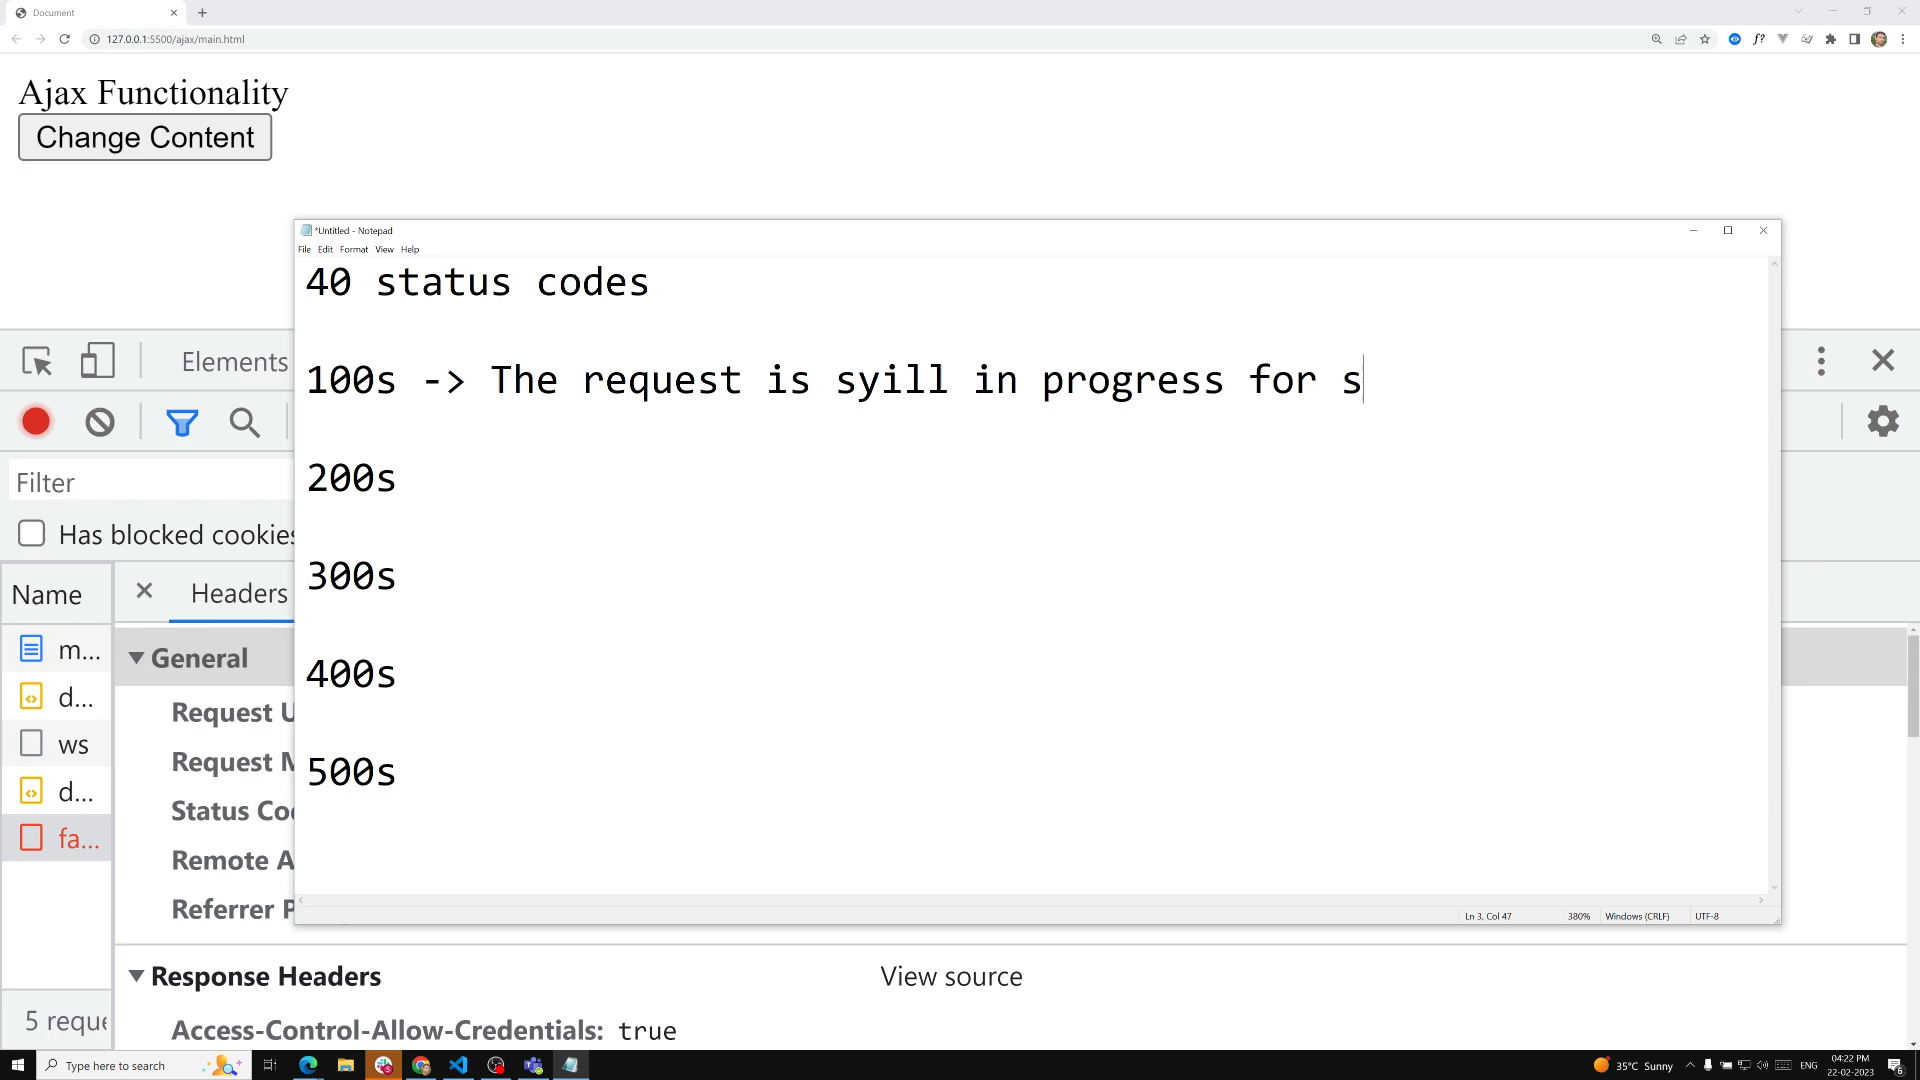 Document
127.0.0.1:5500/ajax/main.html
f?
Ajax Functionality
Change Content
*Untitled - Notepad
File Edit Format View Help
40 status codes
100s -> The request is syill in progress for s
200s
300s
400s
500s
Ln 3, Col 47
380%
Windows (CRLF)
UTF-8
Elements
Filter
Has blocked cookies
Name
Headers
m...
d...
ws
d...
fa...
General
Request U
Request M
Status Co
Remote A
Referrer P
Response Headers
View source
Access-Control-Allow-Credentials: true
5 reque
Type here to search
35°C Sunny
ENG
04:22 PM
22-02-2023
6